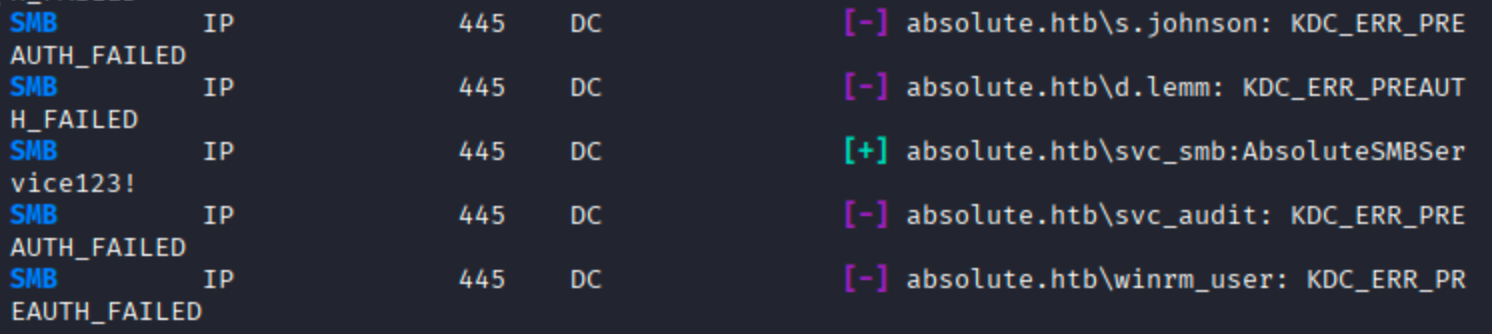 SMB IP 445 DC [-] absolute.htb\s.johnson: KDC_ERR_PRE
AUTH_FAILED
SMB IP 445 DC [-] absolute.htb\d.lemm: KDC_ERR_PREAUT
H_FAILED
SMB IP 445 DC [+] absolute.htb\svc_smb:AbsoluteSMBSer
vice123!
SMB IP 445 DC [-] absolute.htb\svc_audit: KDC_ERR_PRE
AUTH_FAILED
SMB IP 445 DC [-] absolute.htb\winrm_user: KDC_ERR_PR
EAUTH_FAILED